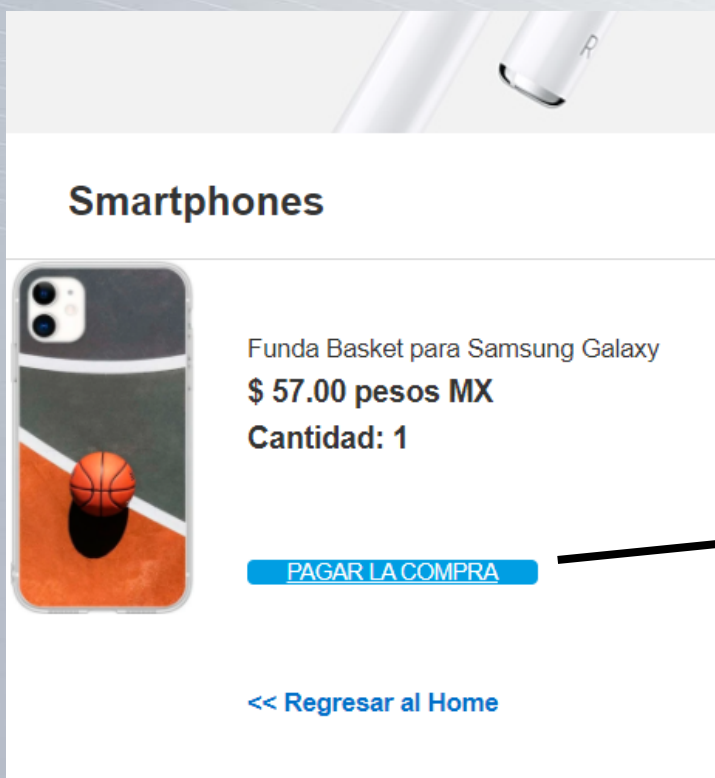 R
Smartphones
Funda Basket para Samsung Galaxy
$ 57.00 pesos MX
Cantidad: 1
PAGAR LA COMPRA
<< Regresar al Home